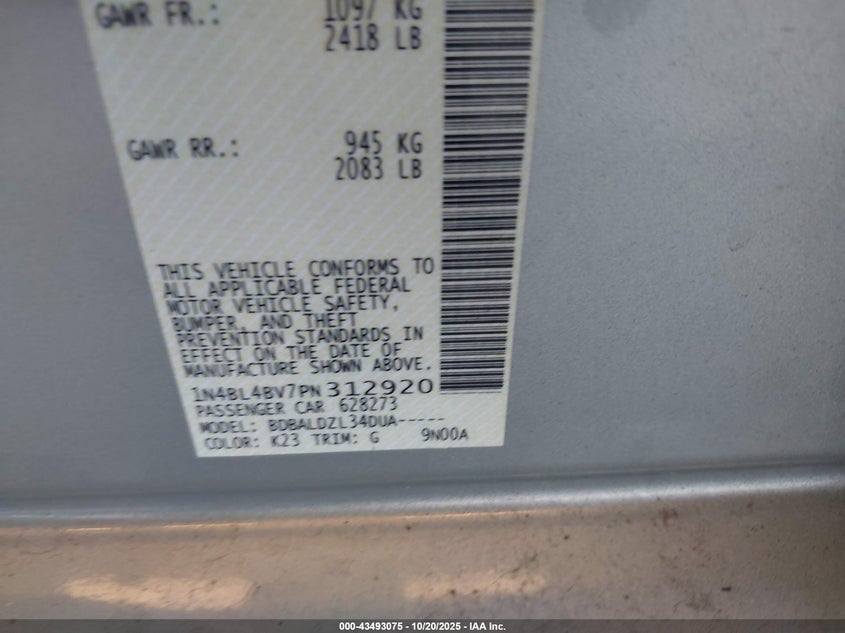 GAWR FR.: 1097 KG
2418 LB
GAWR RR.: 945 KG
2083 LB
THIS VEHICLE CONFORMS TO
ALL APPLICABLE FEDERAL
MOTOR VEHICLE SAFETY,
BUMPER, AND THEFT
PREVENTION STANDARDS IN
EFFECT ON THE DATE OF
MANUFACTURE SHOWN ABOVE.
1N4BL4BV7PN312920
PASSENGER CAR 628273
MODEL: BDBALDZL34DUA-----
COLOR: K23 TRIM: G 9N00A
000-43493075 - 10/20/2025 - IAA Inc.